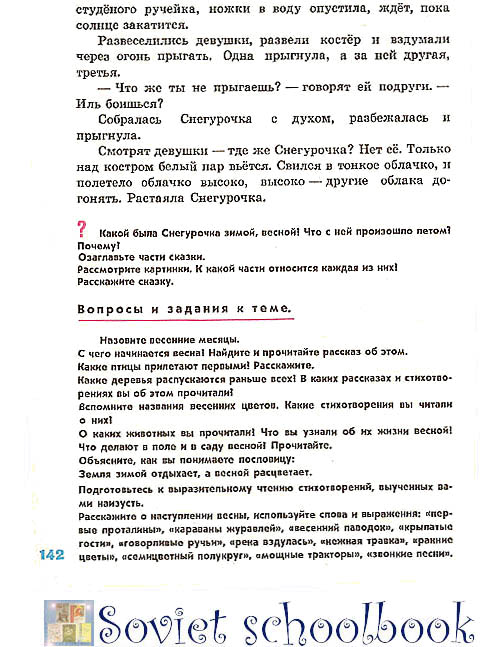 студёного ручейка, ножки в воду опустила, ждёт, пока
солнце закатится.
Развеселились девушки, развели костёр и вздумали
через огонь прыгать. Одна прыгнула, а за ней другая,
третья.
— Что же ты не прыгаешь? — говорят ей подруги. —
Иль боишься?
Собралась Снегурочка с духом, разбежалась и
прыгнула.
Смотрят девушки — где же Снегурочка? Нет её. Только
над костром белый пар вьётся. Свился в тонкое облачко, и
полетело облачко высоко, высоко — другие облака до-
гонять. Растаяла Снегурочка.
? Какой была Снегурочка зимой, весной? Что с ней произошло летом?
Почему?
Озаглавьте части сказки.
Рассмотрите картинки. К какой части относится каждая из них?
Расскажите сказку.
Вопросы и задания к теме.
Назовите весенние месяцы.
С чего начинается весна? Найдите и прочитайте рассказ об этом.
Какие птицы прилетают первыми? Расскажите.
Какие деревья распускаются раньше всех? В каких рассказах и стихотво-
рениях вы об этом прочитали?
Вспомните названия весенних цветов. Какие стихотворения вы читали
о них?
О каких животных вы прочитали? Что вы узнали об их жизни весной?
Что делают в поле и в саду весной? Прочитайте.
Объясните, как вы понимаете пословицу:
Земля зимой отдыхает, а весной расцветает.
Подготовьтесь к выразительному чтению стихотворений, выученных ва-
ми наизусть.
Расскажите о наступлении весны, используйте слова и выражения: «пер-
вые проталины», «караваны журавлей», «весенний паводок», «крылатые
гости», «говорливые ручьи», «река вздулась», «нежная травка», «ранние
цветы», «семицветный полукруг», «мощные тракторы», «звонкие песни».
142
Soviet schoolbook